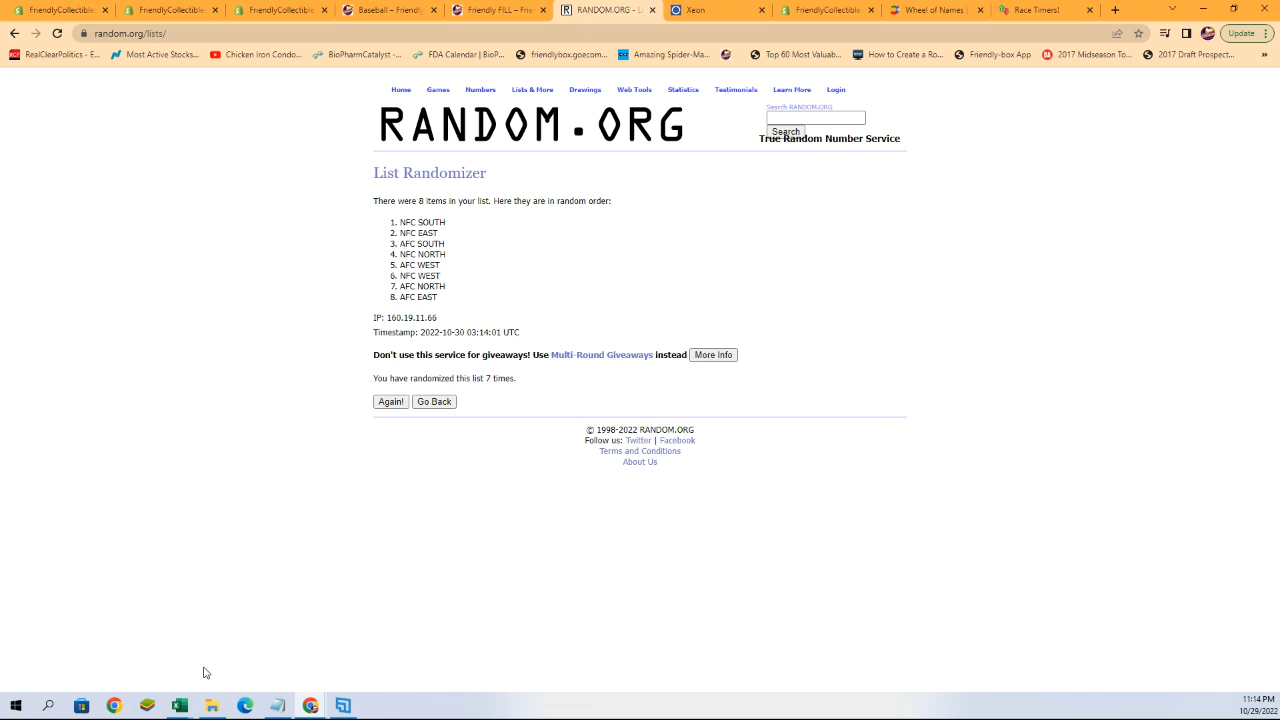 FriendlyCollectible: FriendlyCollectible: FriendlyCollectible: Baseball – Friendly Friendly FILL – Frie: RANDOM.ORG - Li Xeon FriendlyCollectible: Wheel of Names | Race Timers!
random.org/lists/ Update
RealClearPolitics - E... Most Active Stocks... Chicken Iron Condo... BioPharmCatalyst -... FDA Calendar | BioP... friendlybox.goecom... Amazing Spider-Ma... Top 60 Most Valuab... How to Create a Ro... Friendly-box App 2017 Midseason To... 2017 Draft Prospect... »
Home Games Numbers Lists & More Drawings Web Tools Statistics Testimonials Learn More Login
RANDOM.ORG
Search RANDOM.ORG
Search
True Random Number Service
List Randomizer
There were 8 items in your list. Here they are in random order:
1. NFC SOUTH
2. NFC EAST
3. AFC SOUTH
4. NFC NORTH
5. AFC WEST
6. NFC WEST
7. AFC NORTH
8. AFC EAST
IP: 160.19.11.66
Timestamp: 2022-10-30 03:14:01 UTC
Don't use this service for giveaways! Use Multi-Round Giveaways instead More Info
You have randomized this list 7 times.
Again! Go Back
© 1998-2022 RANDOM.ORG
Follow us: Twitter | Facebook
Terms and Conditions
About Us
11:14 PM
10/29/2022